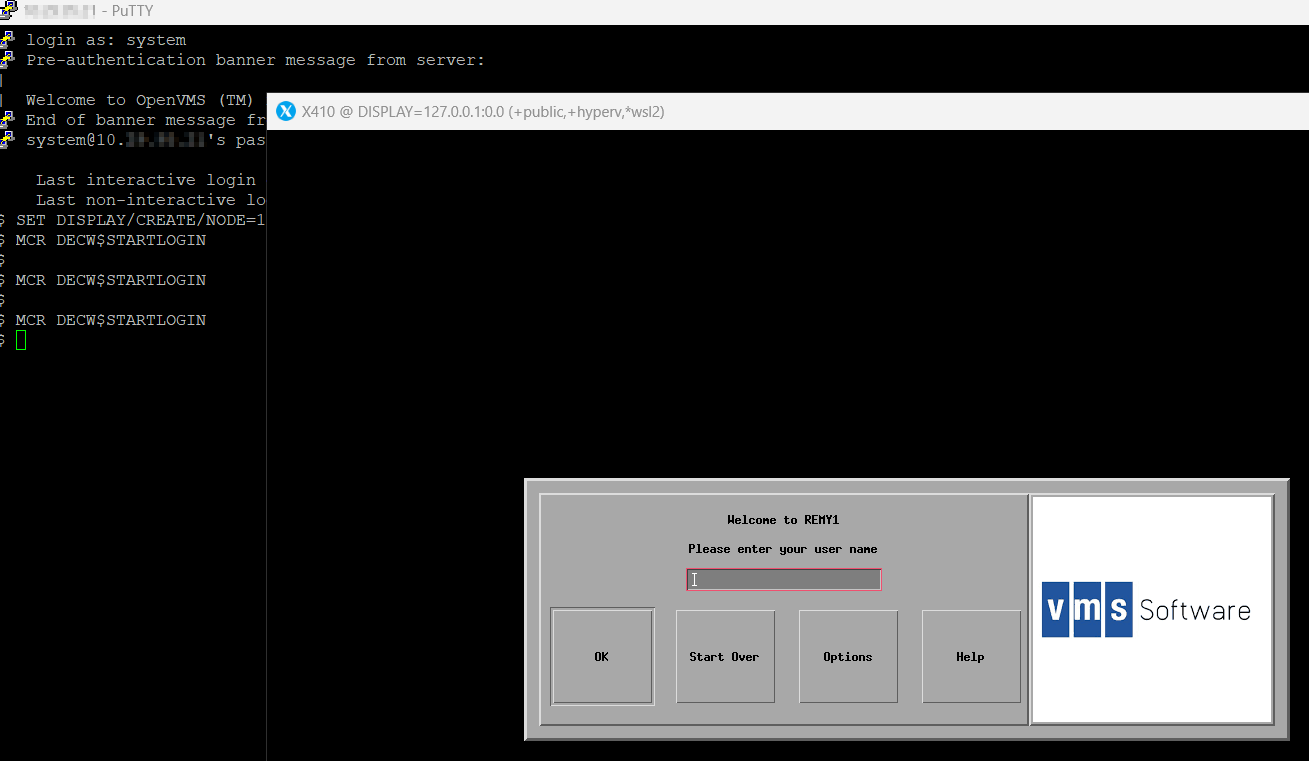 - PuTTY
login as: system
Pre-authentication banner message from server:
Welcome to OpenVMS (TM)
End of banner message fr
system@10. 's pas
Last interactive login
Last non-interactive lo
$ SET DISPLAY/CREATE/NODE=1
$ MCR DECW$STARTLOGIN
$
$ MCR DECW$STARTLOGIN
$
$ MCR DECW$STARTLOGIN
$
X410 @ DISPLAY=127.0.0.1:0.0 (+public,+hyperv,*wsl2)
Welcome to REMY1
Please enter your user name
OK
Start Over
Options
Help
vms Software